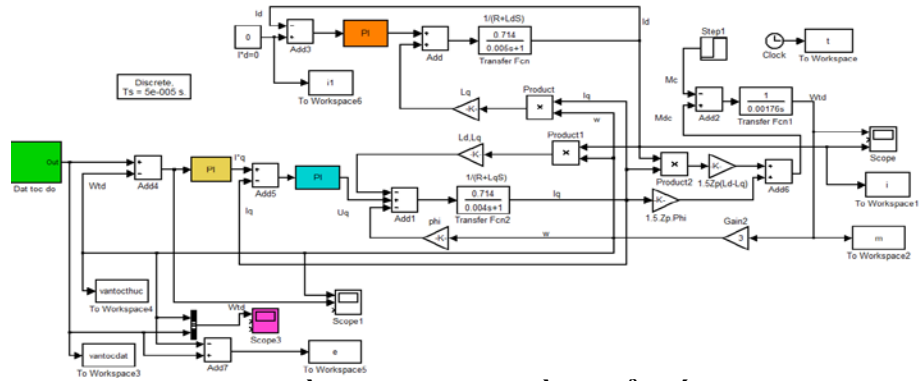 Id
Id
0
I*d=0
Add3
PI
Add
1/(R+LdS)
0.714
0.005s+1
Transfer Fcn
Step1
Clock
t
To Workspace
Discrete,
Ts = 5e-005 s.
i1
To Workspace6
Lq
-K-
Product
Iq
w
Mc
Mdc
Add2
1
0.00176s
Transfer Fcn1
Wtd
Scope
Ld,Lq
-K-
Product1
Out
Dat toc do
Wtd
Add4
PI
I*q
Add5
Iq
PI
Uq
Add1
1/(R+LqS)
0.714
0.004s+1
Transfer Fcn2
Iq
Product2
-K-
1.5Zp(Ld-Lq)
Add6
-K-
1.5.Zp.Phi
i
To Workspace1
phi
-K-
w
Gain2
3
m
To Workspace2
vantocthuc
To Workspace4
Wtd
Scope3
Scope1
vantocdat
To Workspace3
Add7
e
To Workspace5